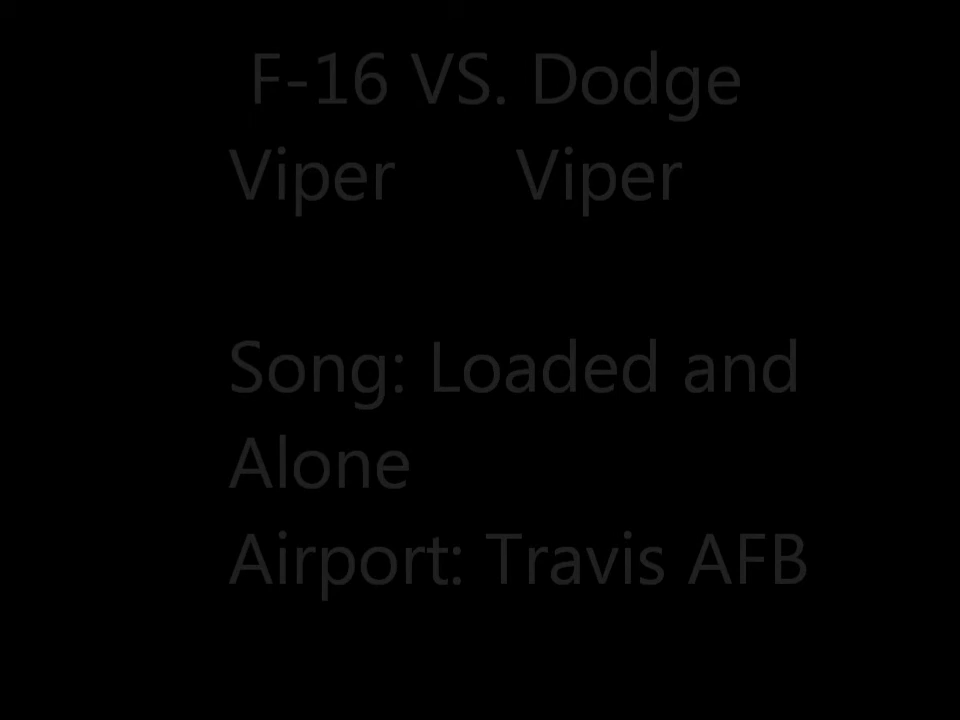 F-16 VS. Dodge
Viper Viper
Song: Loaded and
Alone
Airport: Travis AFB